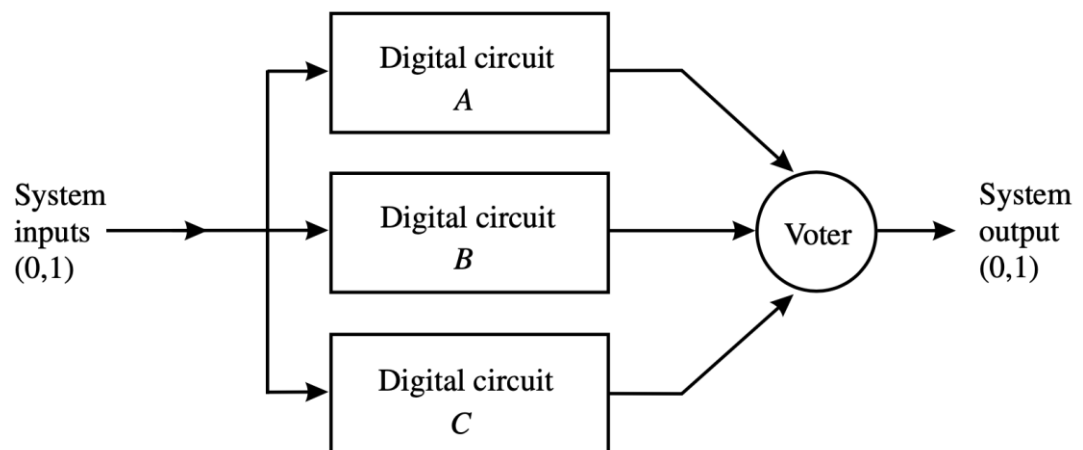 Digital circuit
A
System
inputs
(0,1)
Digital circuit
B
Voter
System
output
(0,1)
Digital circuit
C